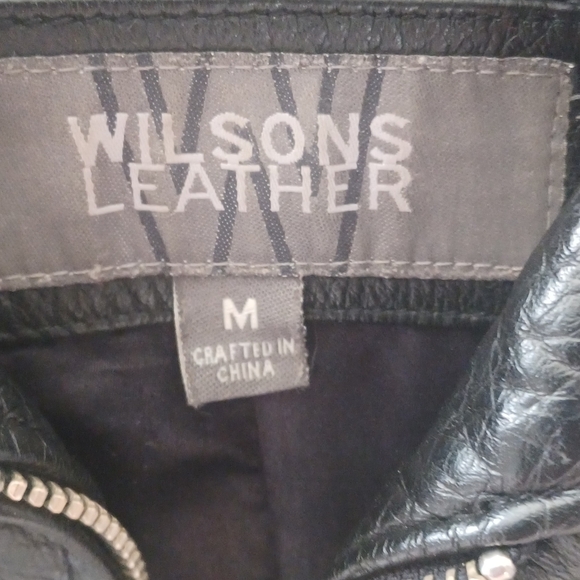 WILSONS
LEATHER
M
CRAFTED IN
CHINA